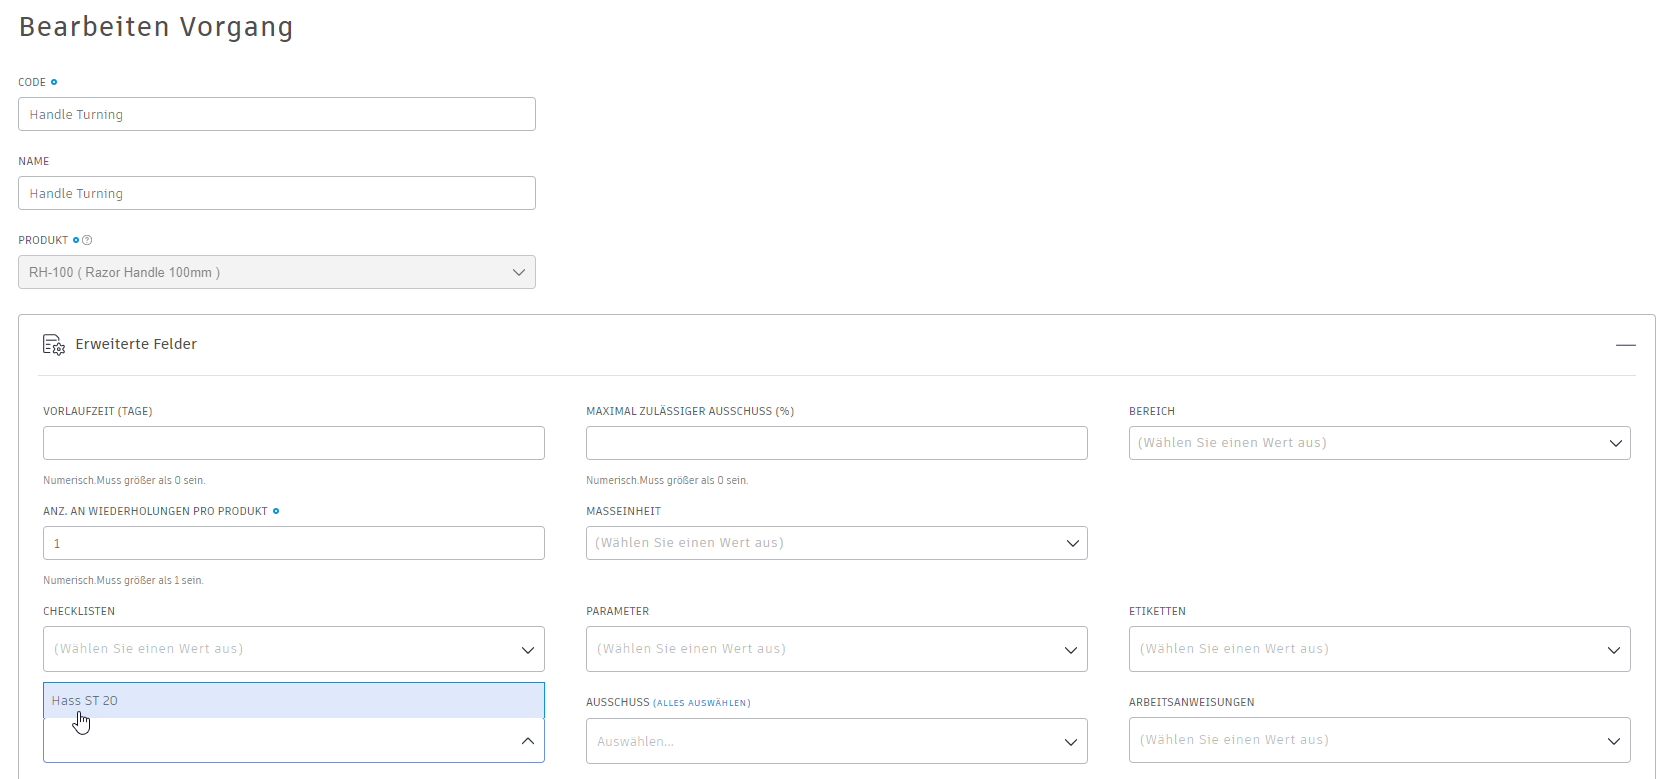 Bearbeiten Vorgang
CODE
Handle Turning
NAME
Handle Turning
PRODUKT
RH-100 ( Razor Handle 100mm )
Erweiterte Felder
VORLAUFZEIT (TAGE)
MAXIMAL ZULÄSSIGER AUSSCHUSS (%)
BEREICH
(Wählen Sie einen Wert aus)
Numerisch.Muss größer als 0 sein.
Numerisch.Muss größer als 0 sein.
ANZ. AN WIEDERHOLUNGEN PRO PRODUKT
MASSEINHEIT
1
(Wählen Sie einen Wert aus)
Numerisch.Muss größer als 1 sein.
CHECKLISTEN
PARAMETER
ETIKETTEN
(Wählen Sie einen Wert aus)
(Wählen Sie einen Wert aus)
(Wählen Sie einen Wert aus)
Hass ST 20
AUSSCHUSS (ALLES AUSWÄHLEN)
ARBEITSANWEISUNGEN
Auswählen...
(Wählen Sie einen Wert aus)